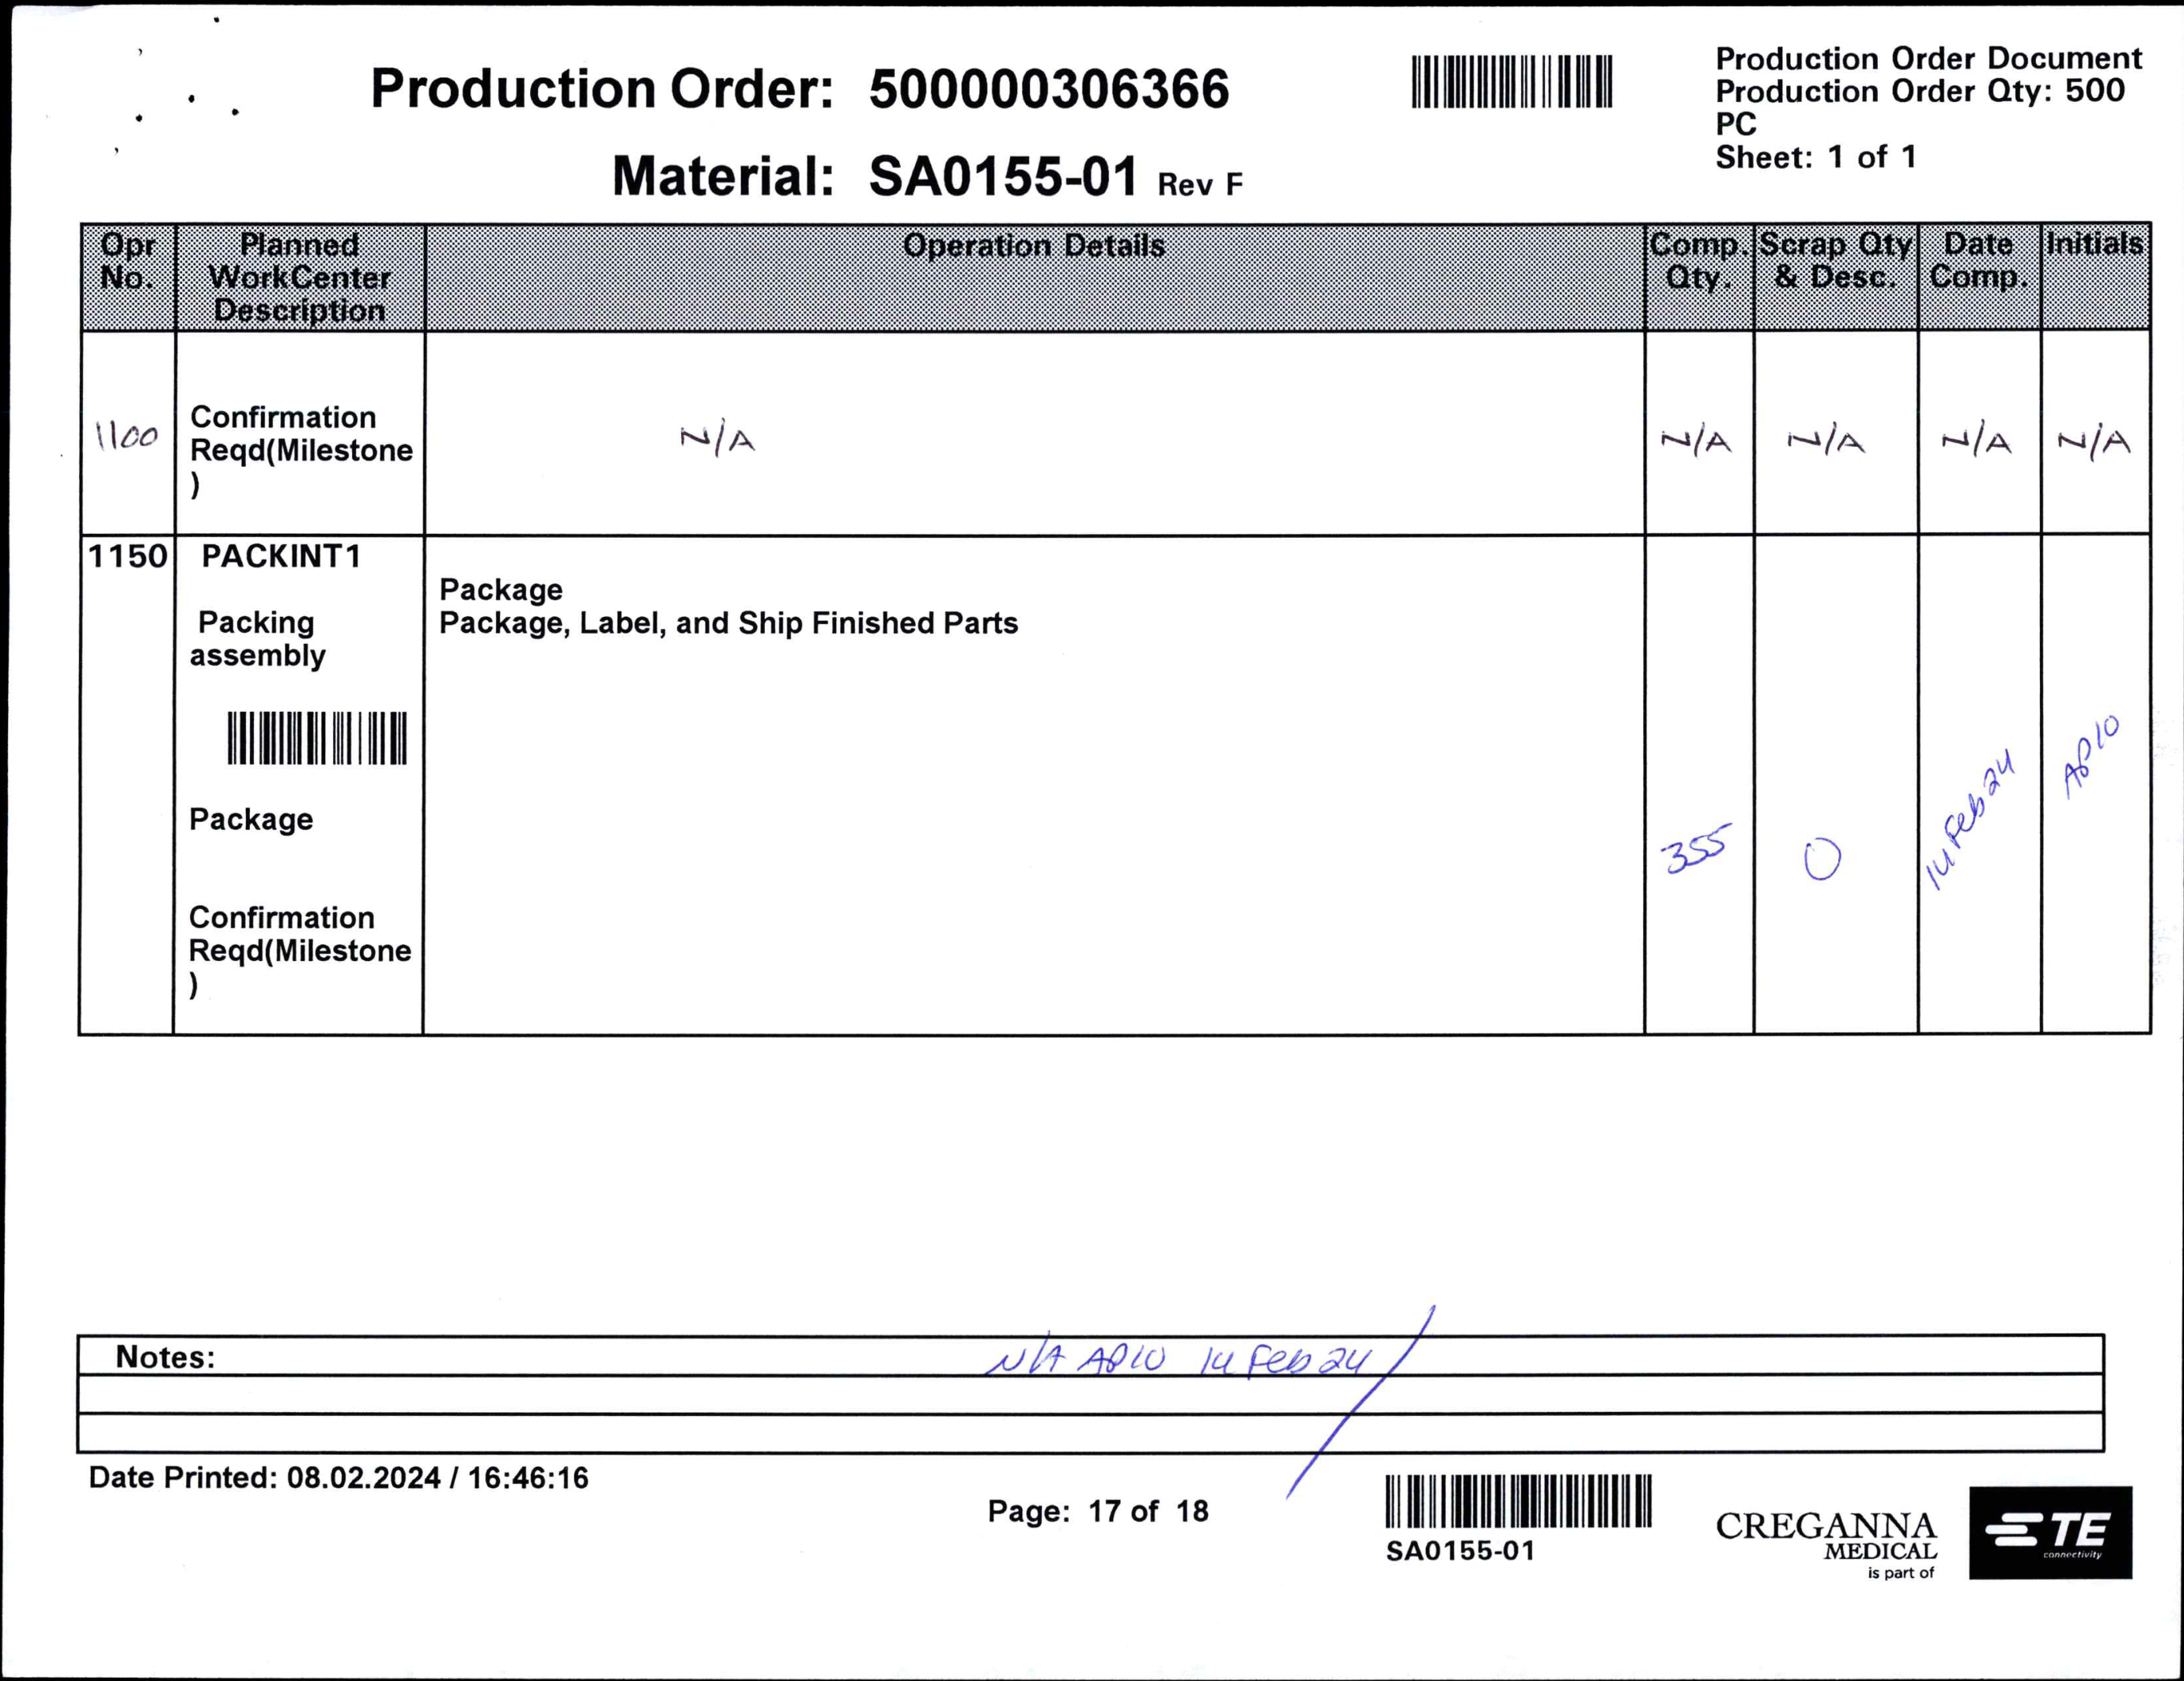 Production Order: 500000306366
Production Order Document
Production Order Qty: 500
PC
Sheet: 1 of 1
Material: SA0155-01 Rev F
Opr No.
Planned WorkCenter Description
Operation Details
Comp. Qty.
Scrap Qty & Desc.
Date Comp.
Initials
1100
Confirmation
Reqd(Milestone
)
N/A
N/A
N/A
N/A
N/A
1150
PACKINT1
Packing
assembly
Package
Confirmation
Reqd(Milestone
)
Package
Package, Label, and Ship Finished Parts
355
0
14 Feb 24
AP10
Notes:
N/A AP10 14 Feb 24
Date Printed: 08.02.2024 / 16:46:16
Page: 17 of 18
SA0155-01
CREGANNA
MEDICAL
is part of
TE
connectivity